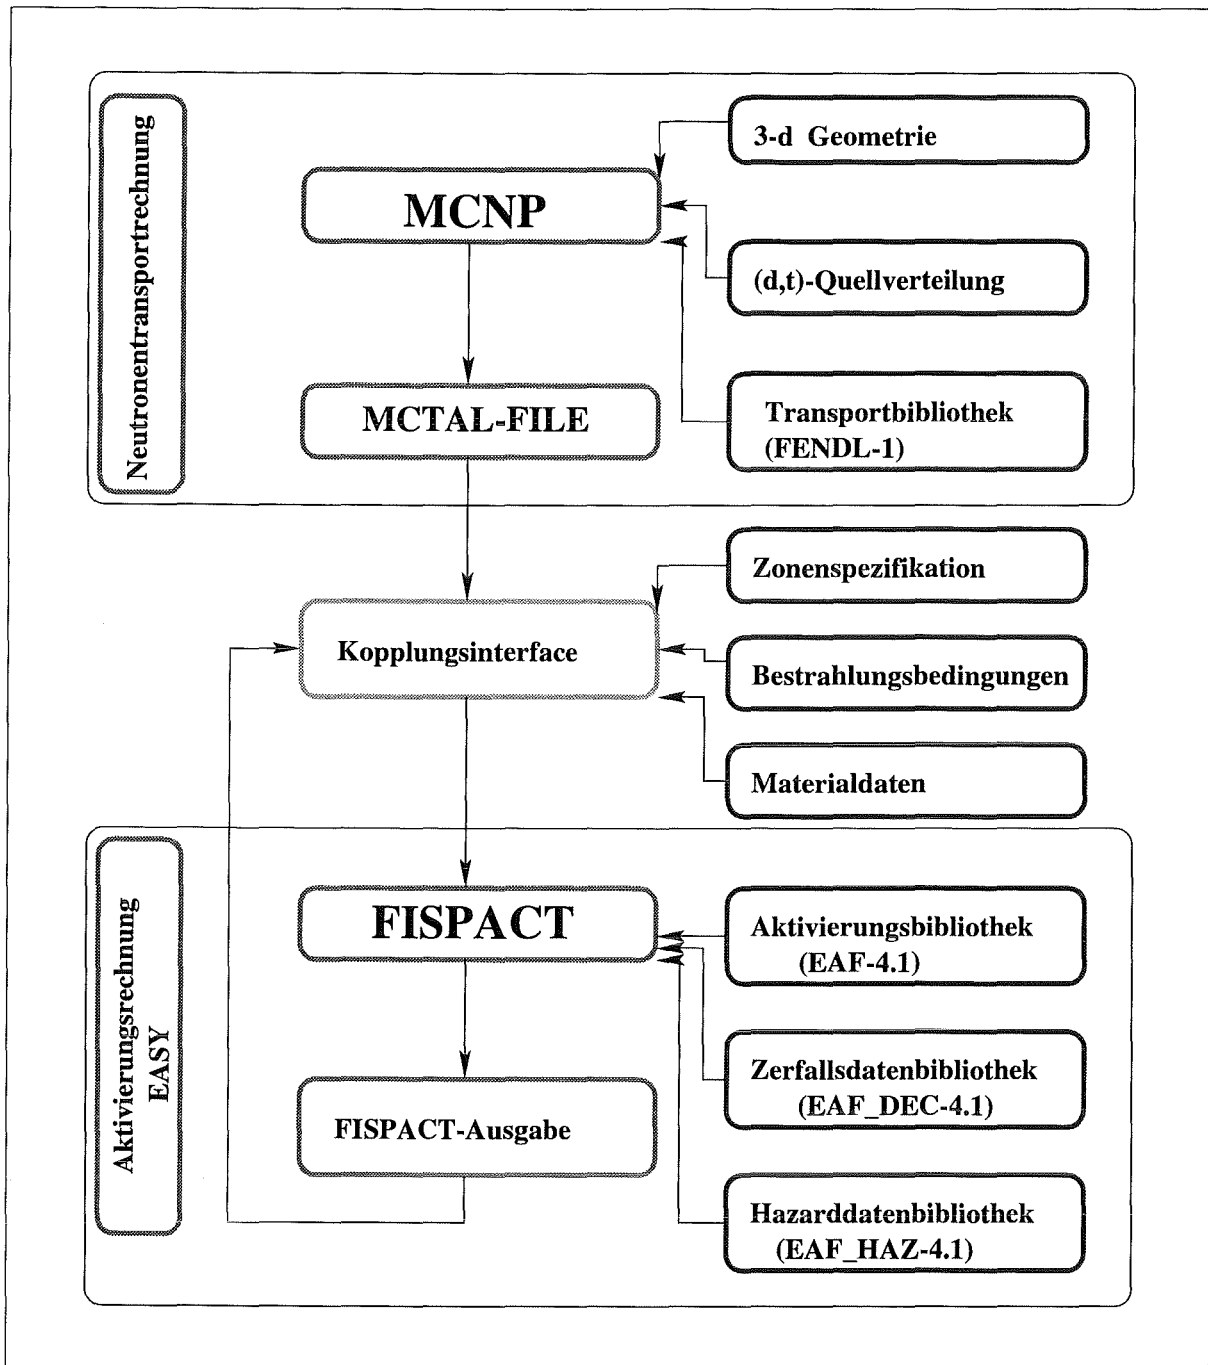 Neutronentransportrechnung
3-d Geometrie
MCNP
(d,t)-Quellverteilung
MCTAL-FILE
Transportbibliothek
(FENDL-1)
Zonenspezifikation
Kopplungsinterface
Bestrahlungsbedingungen
Materialdaten
Aktivierungsrechnung
EASY
FISPACT
Aktivierungsbibliothek
(EAF-4.1)
Zerfallsdatenbibliothek
(EAF_DEC-4.1)
FISPACT-Ausgabe
Hazarddatenbibliothek
(EAF_HAZ-4.1)